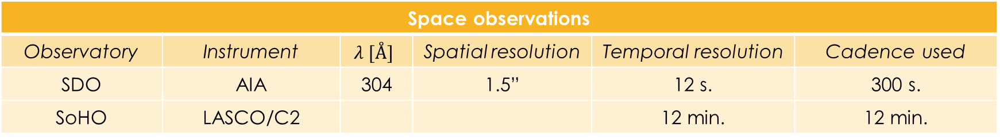 Space observations
Observatory Instrument λ [Å] Spatial resolution Temporal resolution Cadence used
SDO AIA 304 1.5” 12 s. 300 s.
SoHO LASCO/C2 12 min. 12 min.